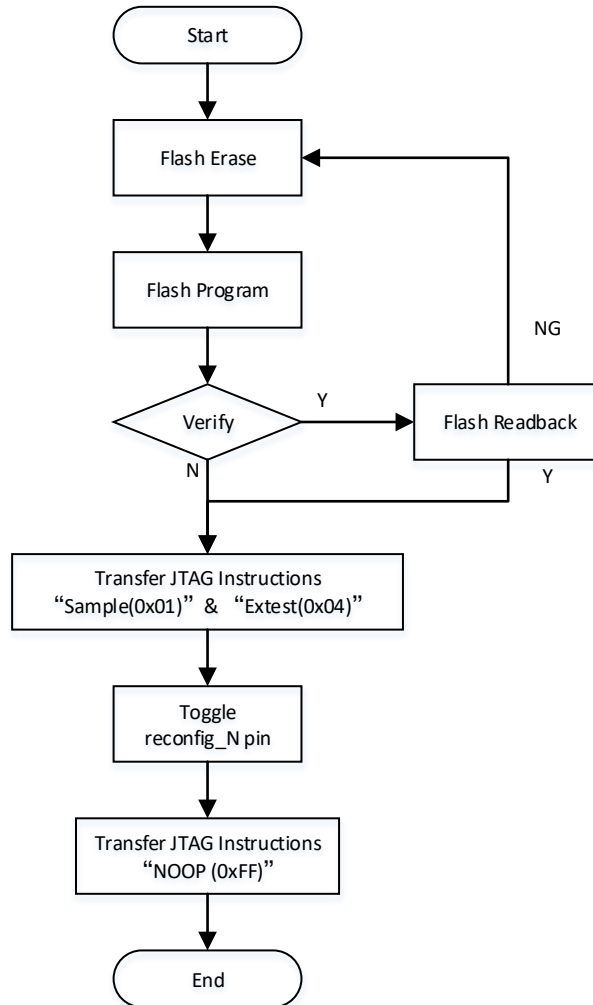 Start
Flash Erase
Flash Program
NG
Verify
Y
Flash Readback
N
Y
Transfer JTAG Instructions
“Sample(0x01)” & “Extest(0x04)”
Toggle
reconfig_N pin
Transfer JTAG Instructions
“NOOP (0xFF)”
End